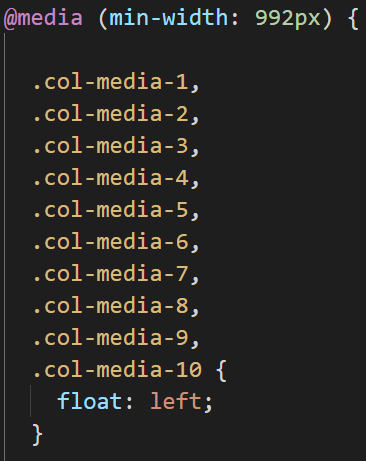 @media (min-width: 992px) {
.col-media-1,
.col-media-2,
.col-media-3,
.col-media-4,
.col-media-5,
.col-media-6,
.col-media-7,
.col-media-8,
.col-media-9,
.col-media-10 {
float: left;
}